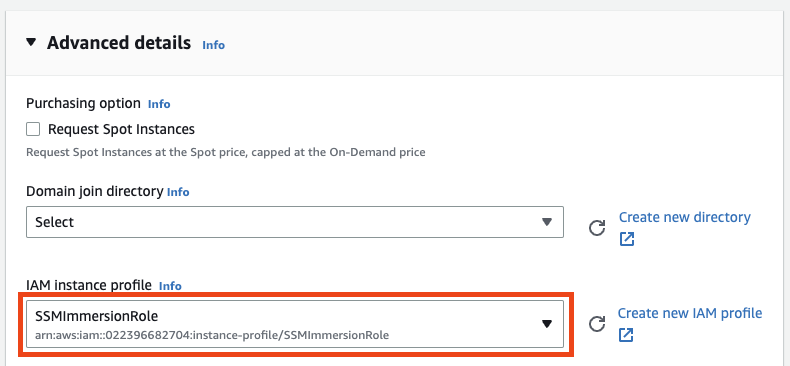 Advanced details Info
Purchasing option Info
Request Spot Instances
Request Spot Instances at the Spot price, capped at the On-Demand price
Domain join directory Info
Select
Create new directory
IAM instance profile Info
SSMImmersionRole
arn:aws:iam::022396682704:instance-profile/SSMImmersionRole
Create new IAM profile